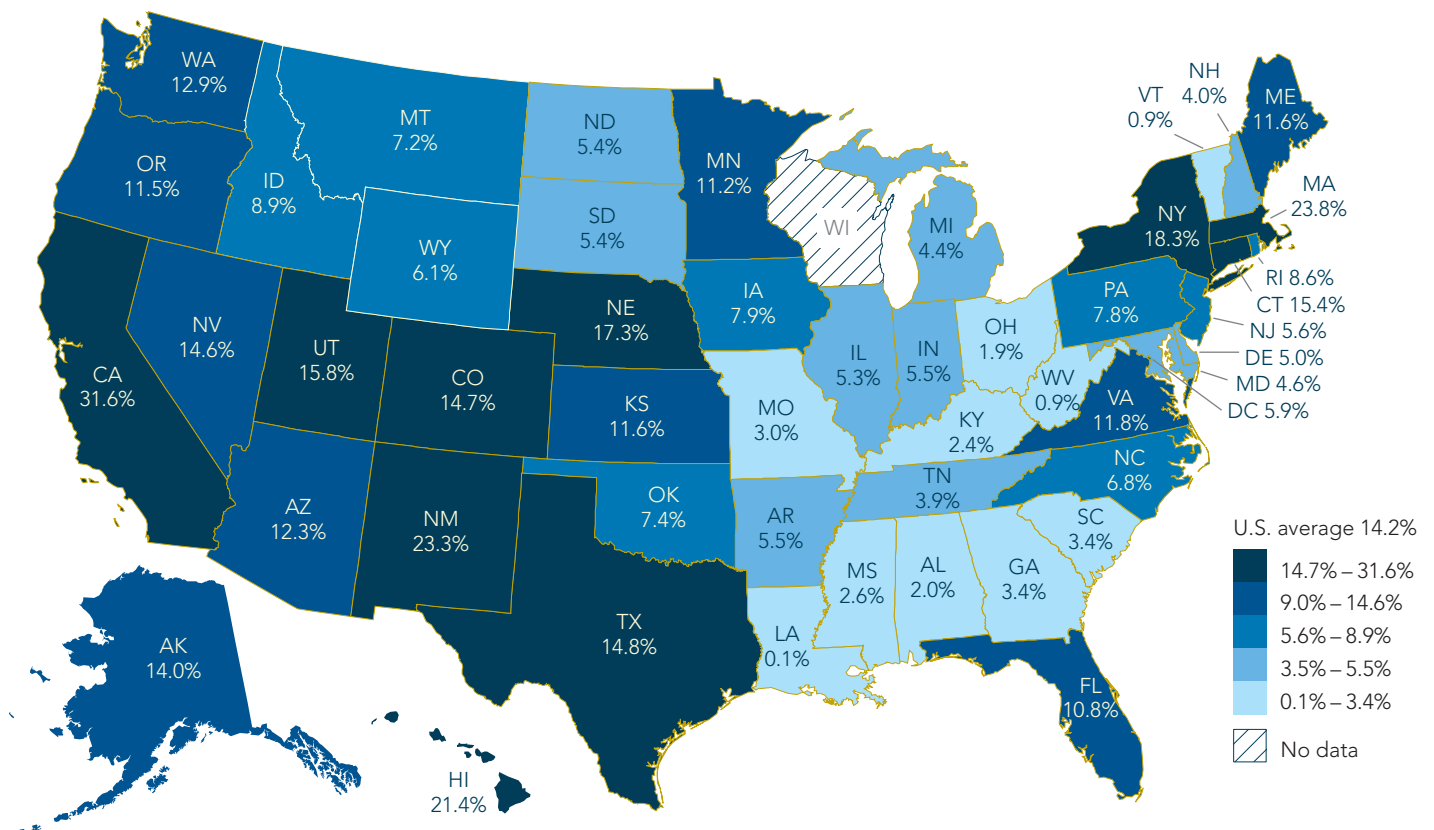 WA
12.9%
OR
11.5%
ID
8.9%
MT
7.2%
WY
6.1%
ND
5.4%
SD
5.4%
MN
11.2%
WI
MI
4.4%
VT
0.9%
NH
4.0%
ME
11.6%
MA
23.8%
NY
18.3%
RI 8.6%
CT 15.4%
NJ 5.6%
DE 5.0%
MD 4.6%
DC 5.9%
PA
7.8%
CA
31.6%
NV
14.6%
UT
15.8%
CO
14.7%
NE
17.3%
IA
7.9%
KS
11.6%
MO
3.0%
IL
5.3%
IN
5.5%
OH
1.9%
WV
0.9%
VA
11.8%
KY
2.4%
NC
6.8%
TN
3.9%
SC
3.4%
AZ
12.3%
NM
23.3%
OK
7.4%
AR
5.5%
MS
2.6%
AL
2.0%
GA
3.4%
LA
0.1%
TX
14.8%
FL
10.8%
AK
14.0%
HI
21.4%
U.S. average 14.2%
14.7% – 31.6%
9.0% – 14.6%
5.6% – 8.9%
3.5% – 5.5%
0.1% – 3.4%
No data